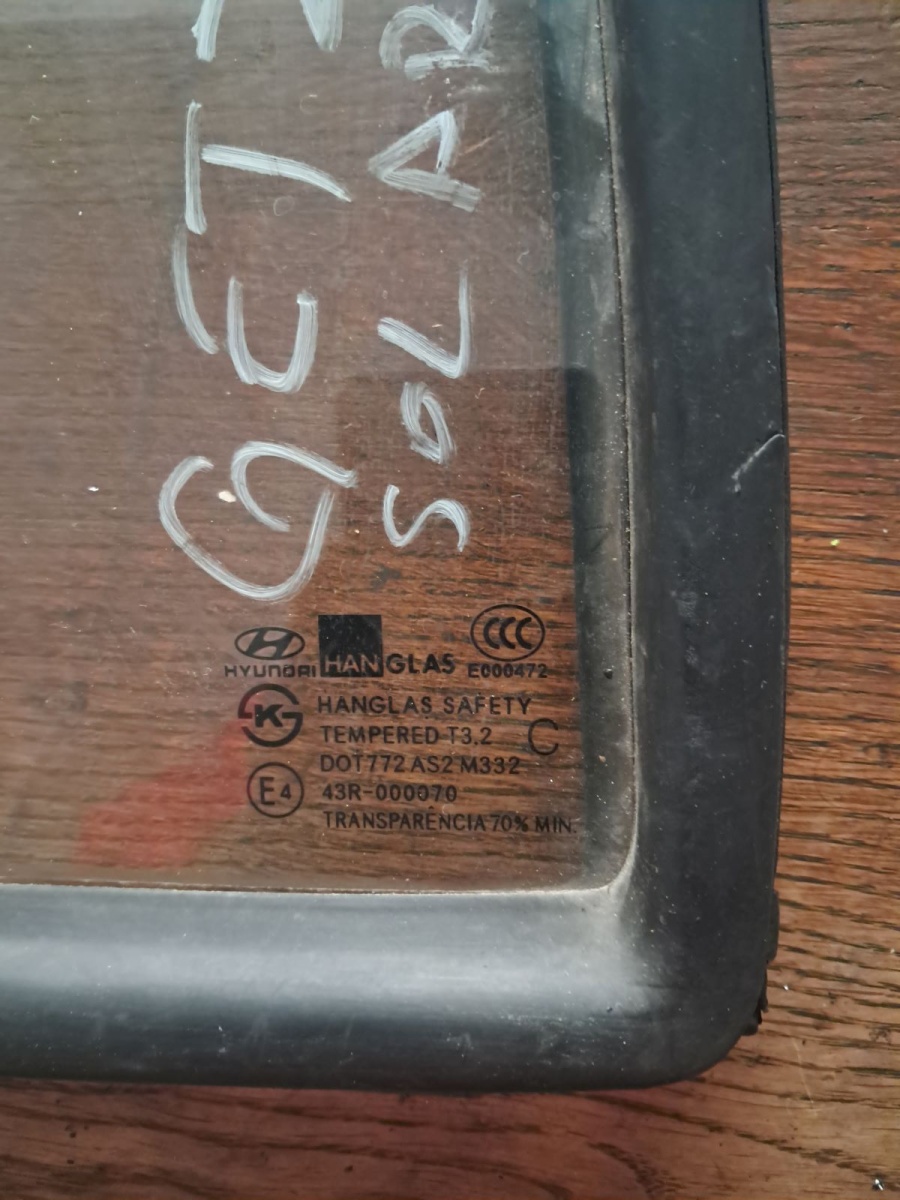 GETZ
SOLAR
HYUNDAI HANGLAS E000472
CCC
K
HANGLAS SAFETY
TEMPERED T3.2 C
DOT772 AS2 M332
E4 43R-000070
TRANSPARÊNCIA 70% MIN.